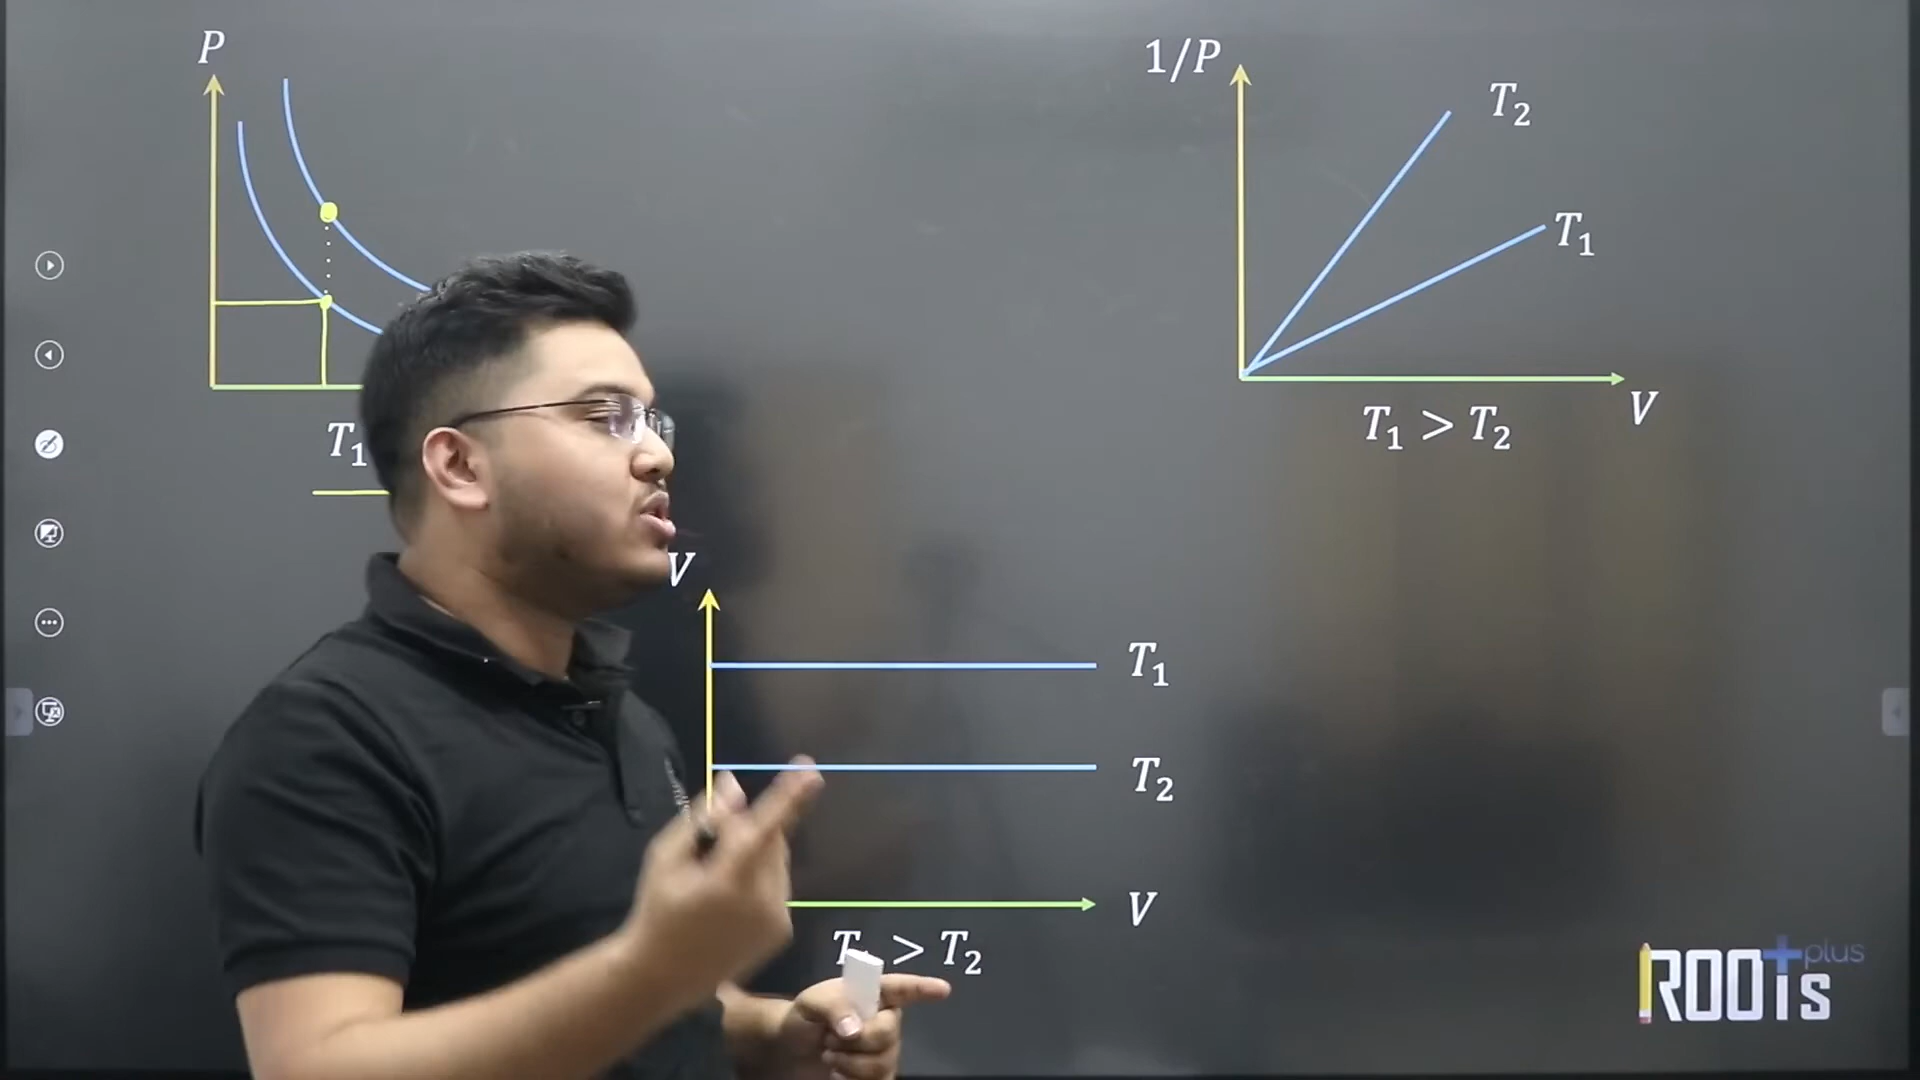 P
T₁
1/P
T₂
T₁
V
T₁ > T₂
V
T₁
T₂
V
> T₂
ROOTs plus